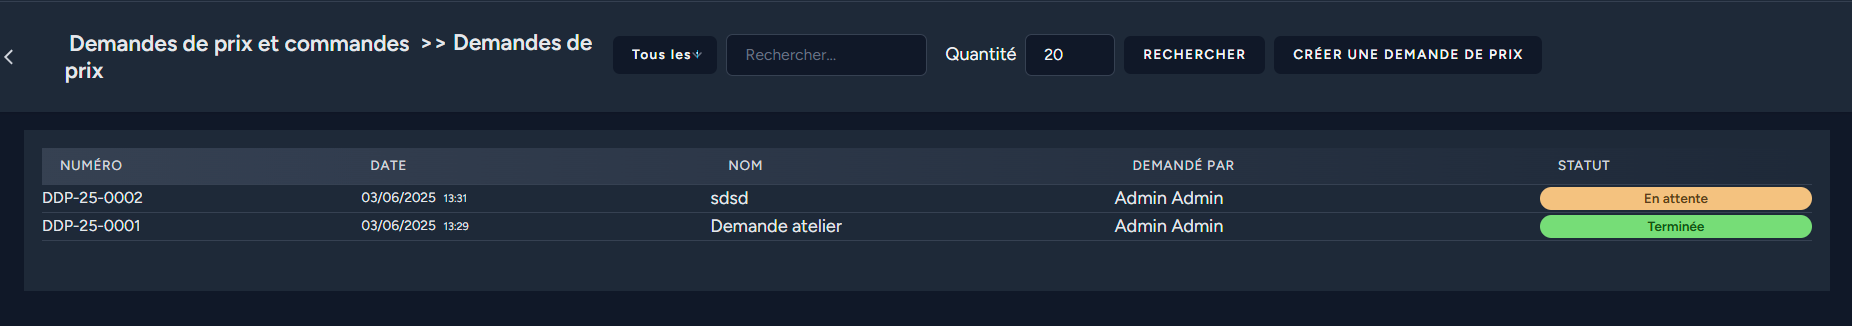 Demandes de prix et commandes >> Demandes de
prix
Tous les
Rechercher...
Quantité
20
RECHERCHER
CRÉER UNE DEMANDE DE PRIX
NUMÉRO DATE NOM DEMANDÉ PAR STATUT
DDP-25-0002 03/06/2025 13:31 sdsd Admin Admin En attente
DDP-25-0001 03/06/2025 13:29 Demande atelier Admin Admin Terminée